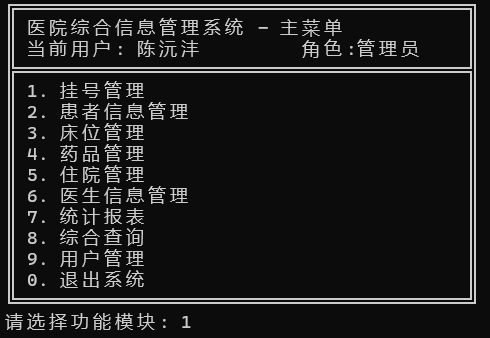 医院综合信息管理系统 - 主菜单
当前用户: 陈沅沣 角色:管理员
1. 挂号管理
2. 患者信息管理
3. 床位管理
4. 药品管理
5. 住院管理
6. 医生信息管理
7. 统计报表
8. 综合查询
9. 用户管理
0. 退出系统
请选择功能模块: 1